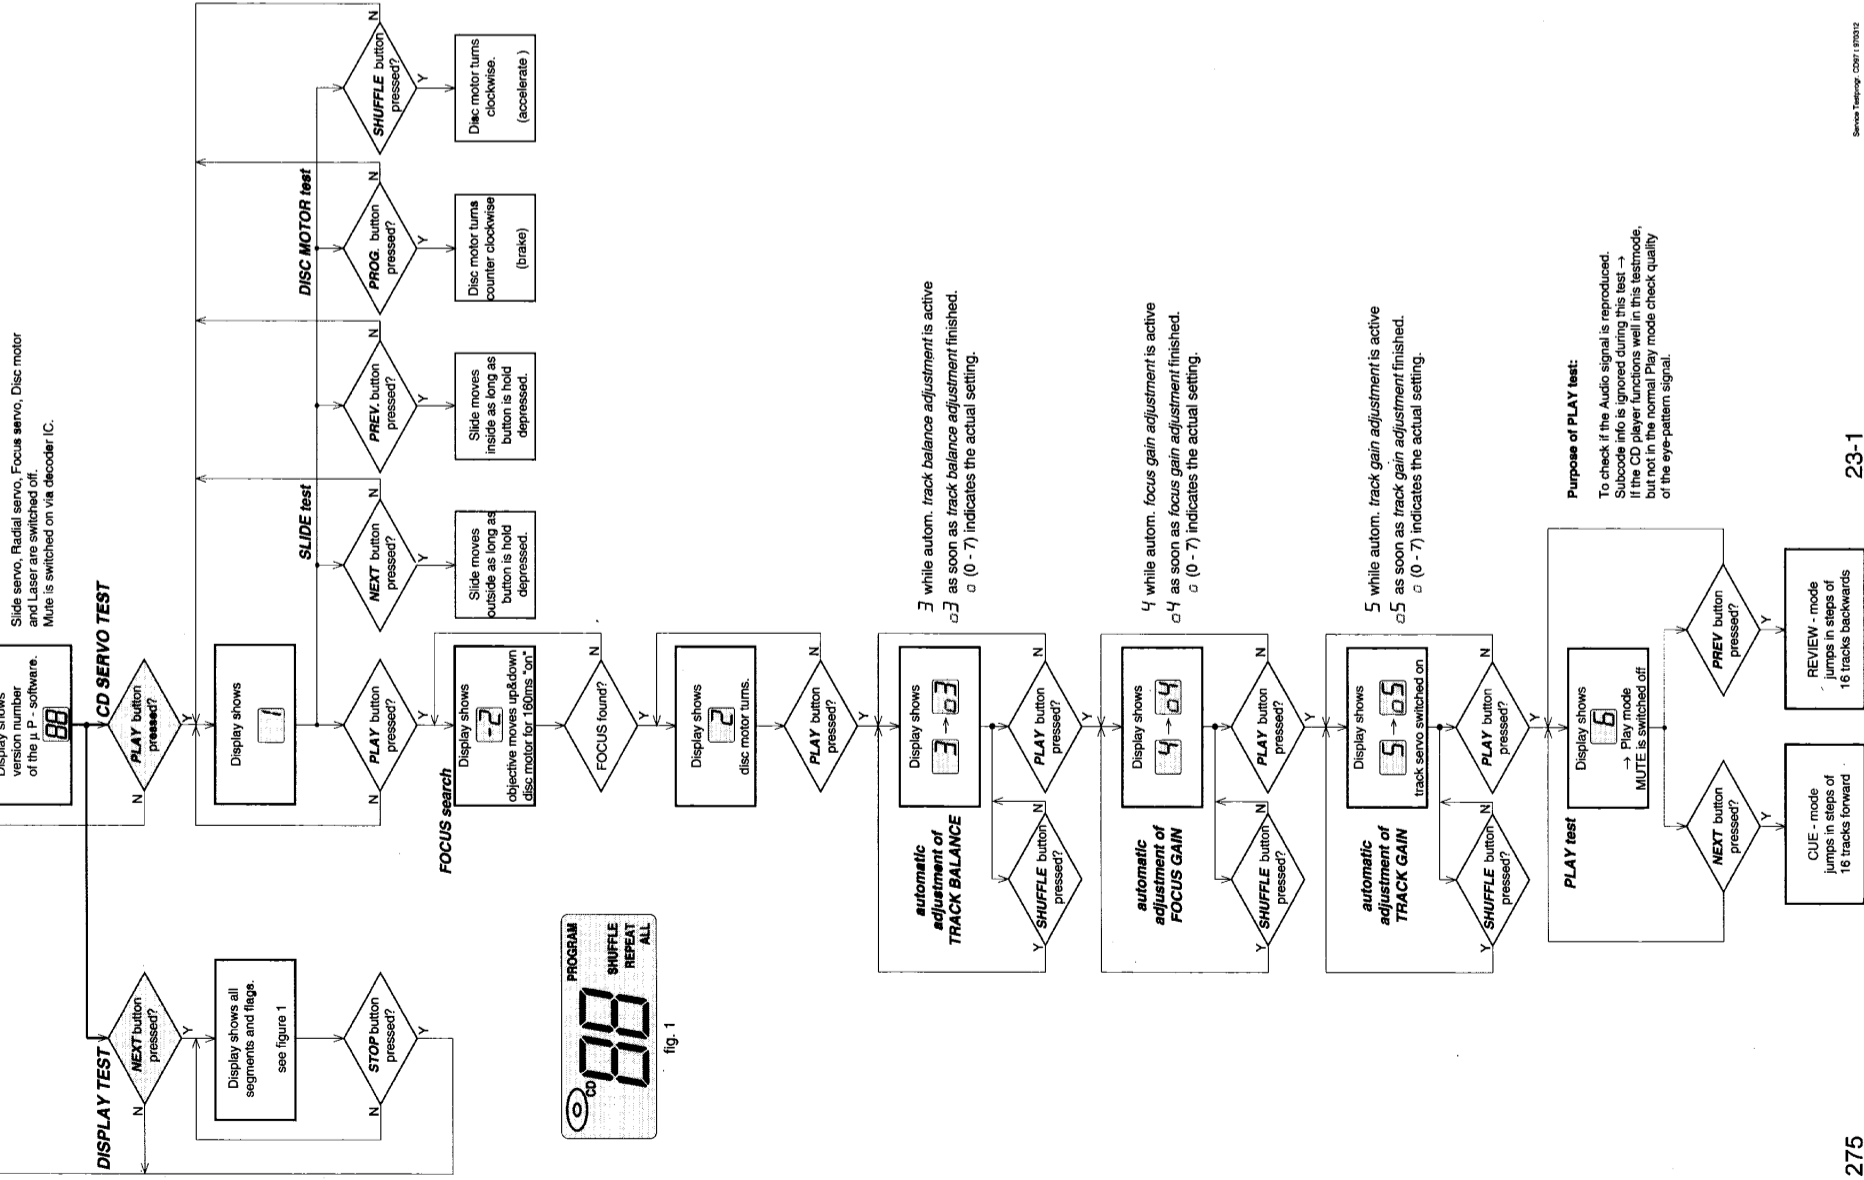 Display shows
version number
of the µ P - software.
88
Slide servo, Radial servo, Focus servo, Disc motor
and Laser are switched off.
Mute is switched on via decoder IC.
DISPLAY TEST
NEXT button
pressed?
N
Y
Display shows all
segments and flags.
see figure 1
STOP button
pressed?
N
Y
CD SERVO TEST
PLAY button
pressed?
N
Y
Display shows
1
PLAY button
pressed?
N
Y
SLIDE test
NEXT button
pressed?
N
Y
Slide moves
outside as long as
button is hold
depressed.
PREV. button
pressed?
N
Y
Slide moves
inside as long as
button is hold
depressed.
DISC MOTOR test
PROG. button
pressed?
N
Y
Disc motor turns
counter clockwise
(brake)
SHUFFLE button
pressed?
N
Y
Disc motor turns
clockwise.
(accelerate )
FOCUS search
Display shows
-2
objective moves up&down
disc motor for 160ms "on"
FOCUS found?
N
Y
Display shows
2
disc motor turns.
PLAY button
pressed?
N
Y
CD
PROGRAM
88
SHUFFLE
REPEAT
ALL
fig. 1
automatic
adjustment of
TRACK BALANCE
Display shows
3 → o3
PLAY button
pressed?
N
Y
SHUFFLE button
pressed?
Y
N
3 while autom. track balance adjustment is active
o3 as soon as track balance adjustment finished.
o (0 - 7) indicates the actual setting.
automatic
adjustment of
FOCUS GAIN
Display shows
4 → o4
PLAY button
pressed?
N
Y
SHUFFLE button
pressed?
Y
N
4 while autom. focus gain adjustment is active
o4 as soon as focus gain adjustment finished.
o (0 - 7) indicates the actual setting.
automatic
adjustment of
TRACK GAIN
Display shows
5 → o5
track servo switched on
PLAY button
pressed?
N
Y
SHUFFLE button
pressed?
Y
N
5 while autom. track gain adjustment is active
o5 as soon as track gain adjustment finished.
o (0 - 7) indicates the actual setting.
PLAY test
Display shows
6
→ Play mode
MUTE is switched off
NEXT button
pressed?
Y
CUE - mode
jumps in steps of
16 tracks forward
PREV button
pressed?
Y
REVIEW - mode
jumps in steps of
16 tracks backwards
Purpose of PLAY test:
To check if the Audio signal is reproduced.
Subcode info is ignored during this test →
If the CD player functions well in this testmode,
but not in the normal Play mode check quality
of the eye-pattern signal.
275
23-1
Service Testprogr. CD97